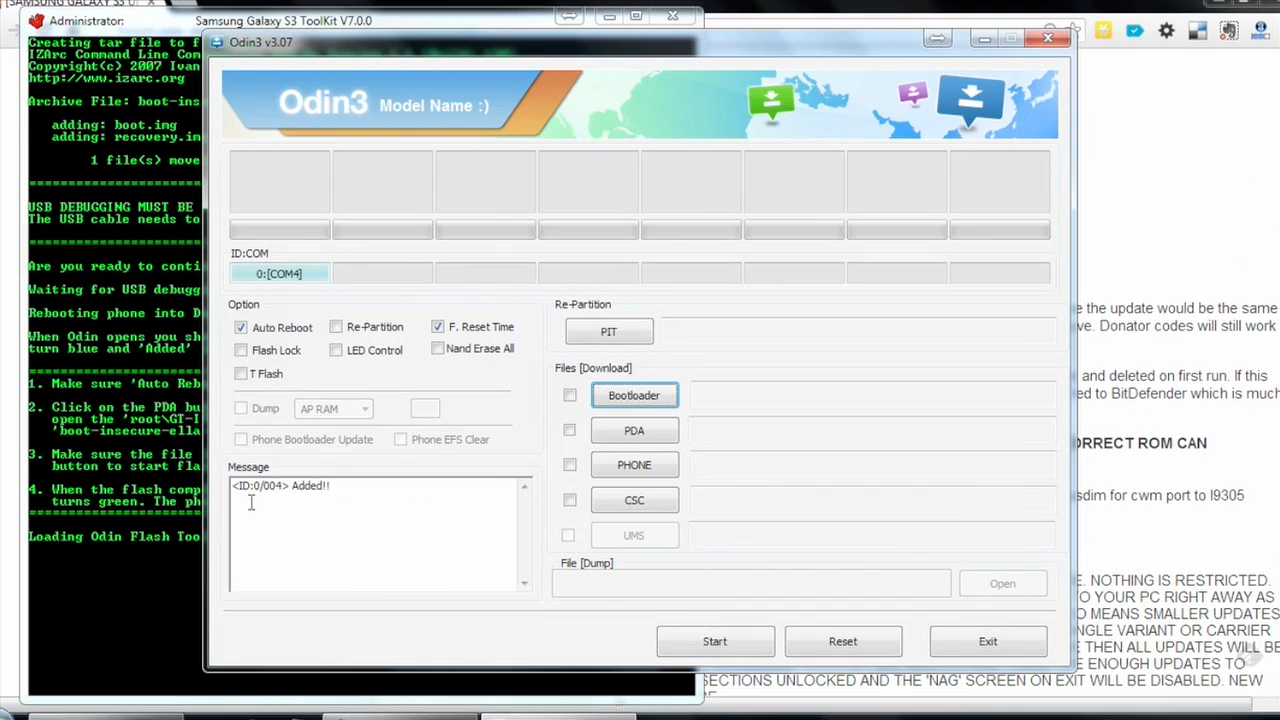 Administrator: Samsung Galaxy S3 ToolKit V7.0.0
Creating tar file to f
IZArc Command Line Com
Copyright(c) 2007 Ivan
http://www.izarc.org
Archive File: boot-ins
adding: boot.img
adding: recovery.im
1 file(s) move
USB DEBUGGING MUST BE
The USB cable needs to
Are you ready to conti
Waiting for USB debugg
Rebooting phone into D
When Odin opens you sh
turn blue and 'Added'
1. Make sure 'Auto Reb
2. Click on the PDA bu
open the 'root\GT-I
'boot-insecure-ella
3. Make sure the file
button to start fla
4. When the flash comp
turns green. The ph
Loading Odin Flash Too
Odin3 v3.07
Odin3 Model Name :)
ID:COM
0:[COM4]
Option
Auto Reboot
Re-Partition
F. Reset Time
Flash Lock
LED Control
Nand Erase All
T Flash
Dump
AP RAM
Phone Bootloader Update
Phone EFS Clear
Message
<ID:0/004> Added!!
Re-Partition
PIT
Files [Download]
Bootloader
PDA
PHONE
CSC
UMS
File [Dump]
Open
Start
Reset
Exit
e the update would be the same
ve. Donator codes will still work
and deleted on first run. If this
ed to BitDefender which is much
ORRECT ROM CAN
sdim for cwm port to I9305
E. NOTHING IS RESTRICTED.
O YOUR PC RIGHT AWAY AS
O MEANS SMALLER UPDATES
NGLE VARIANT OR CARRIER
E THEN ALL UPDATES WILL BE
E ENOUGH UPDATES TO
SECTIONS UNLOCKED AND THE 'NAG' SCREEN ON EXIT WILL BE DISABLED. NEW